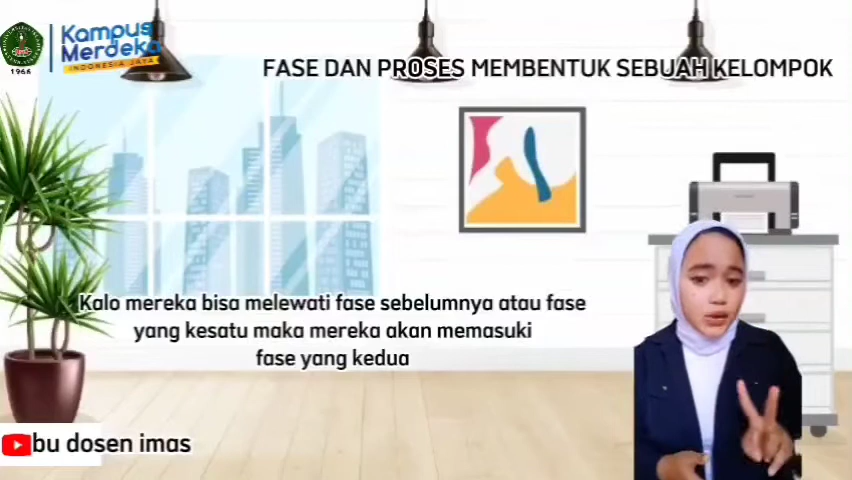 Kampus
Merdeka
INDONESIA JAYA
1966
FASE DAN PROSES MEMBENTUK SEBUAH KELOMPOK
Kalo mereka bisa melewati fase sebelumnya atau fase
yang kesatu maka mereka akan memasuki
fase yang kedua
bu dosen imas